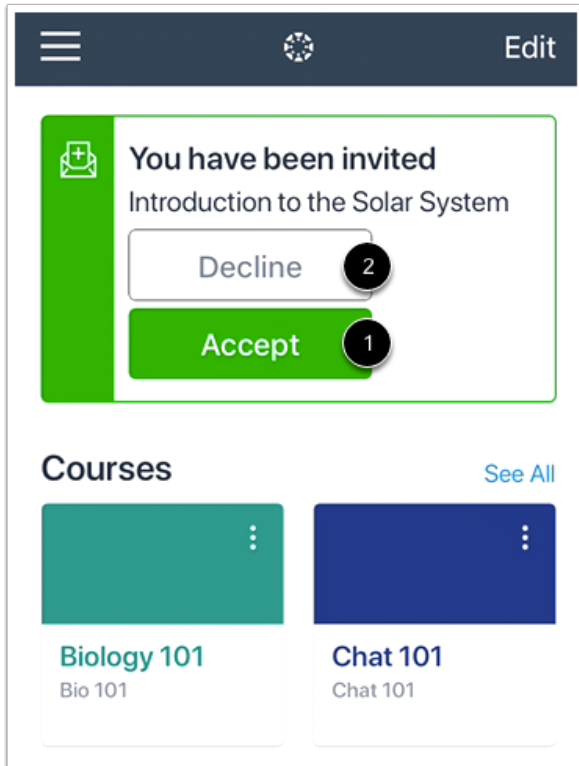 Edit
You have been invited
Introduction to the Solar System
Decline 2
Accept 1
Courses See All
Biology 101 Chat 101
Bio 101 Chat 101